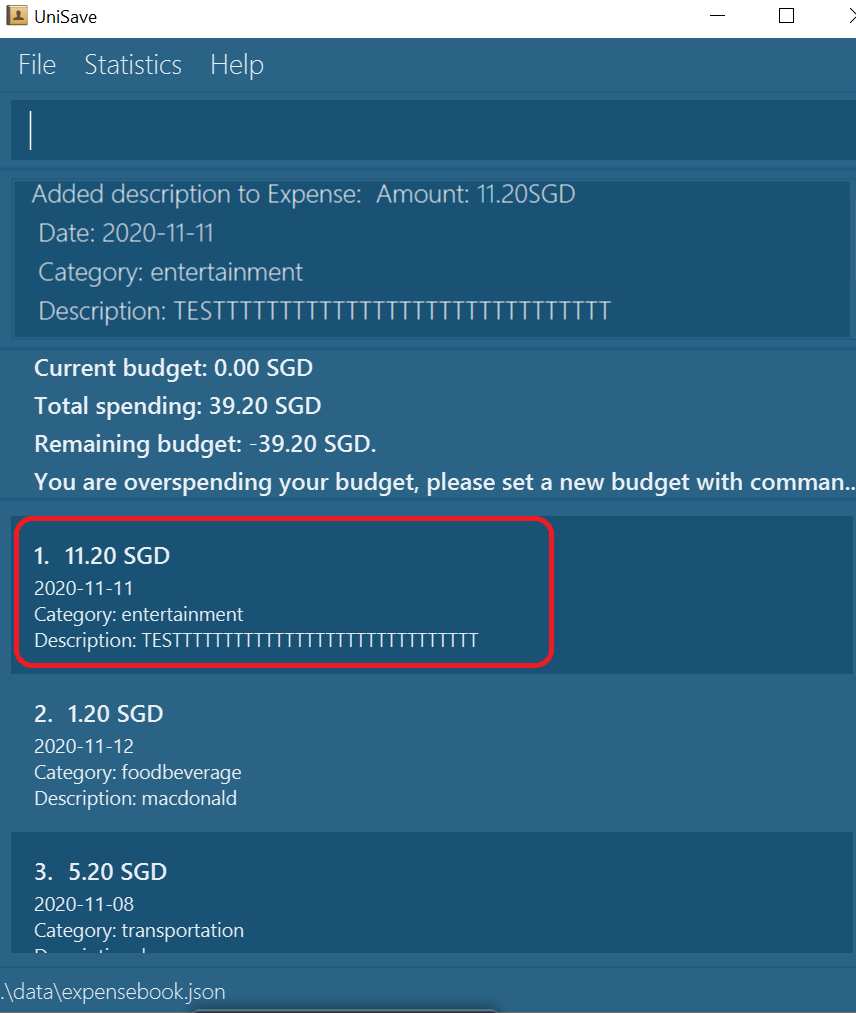 UniSave
File Statistics Help
Added description to Expense: Amount: 11.20SGD
Date: 2020-11-11
Category: entertainment
Description: TESTTTTTTTTTTTTTTTTTTTTTTTTTTTTTTT
Current budget: 0.00 SGD
Total spending: 39.20 SGD
Remaining budget: -39.20 SGD.
You are overspending your budget, please set a new budget with comman...
1. 11.20 SGD
2020-11-11
Category: entertainment
Description: TESTTTTTTTTTTTTTTTTTTTTTTTTTTTTTTT
2. 1.20 SGD
2020-11-12
Category: foodbeverage
Description: macdonald
3. 5.20 SGD
2020-11-08
Category: transportation
.\data\expensebook.json